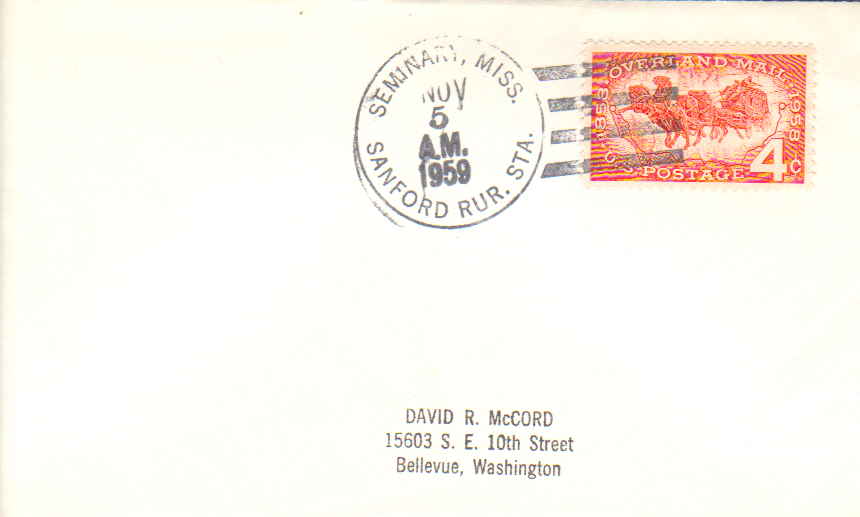 SEMINARY, MISS.
NOV
5
A.M.
1959
SANFORD RUR. STA.
OVERLAND MAIL
1858
1958
U.S. POSTAGE
4c
DAVID R. McCORD
15603 S. E. 10th Street
Bellevue, Washington